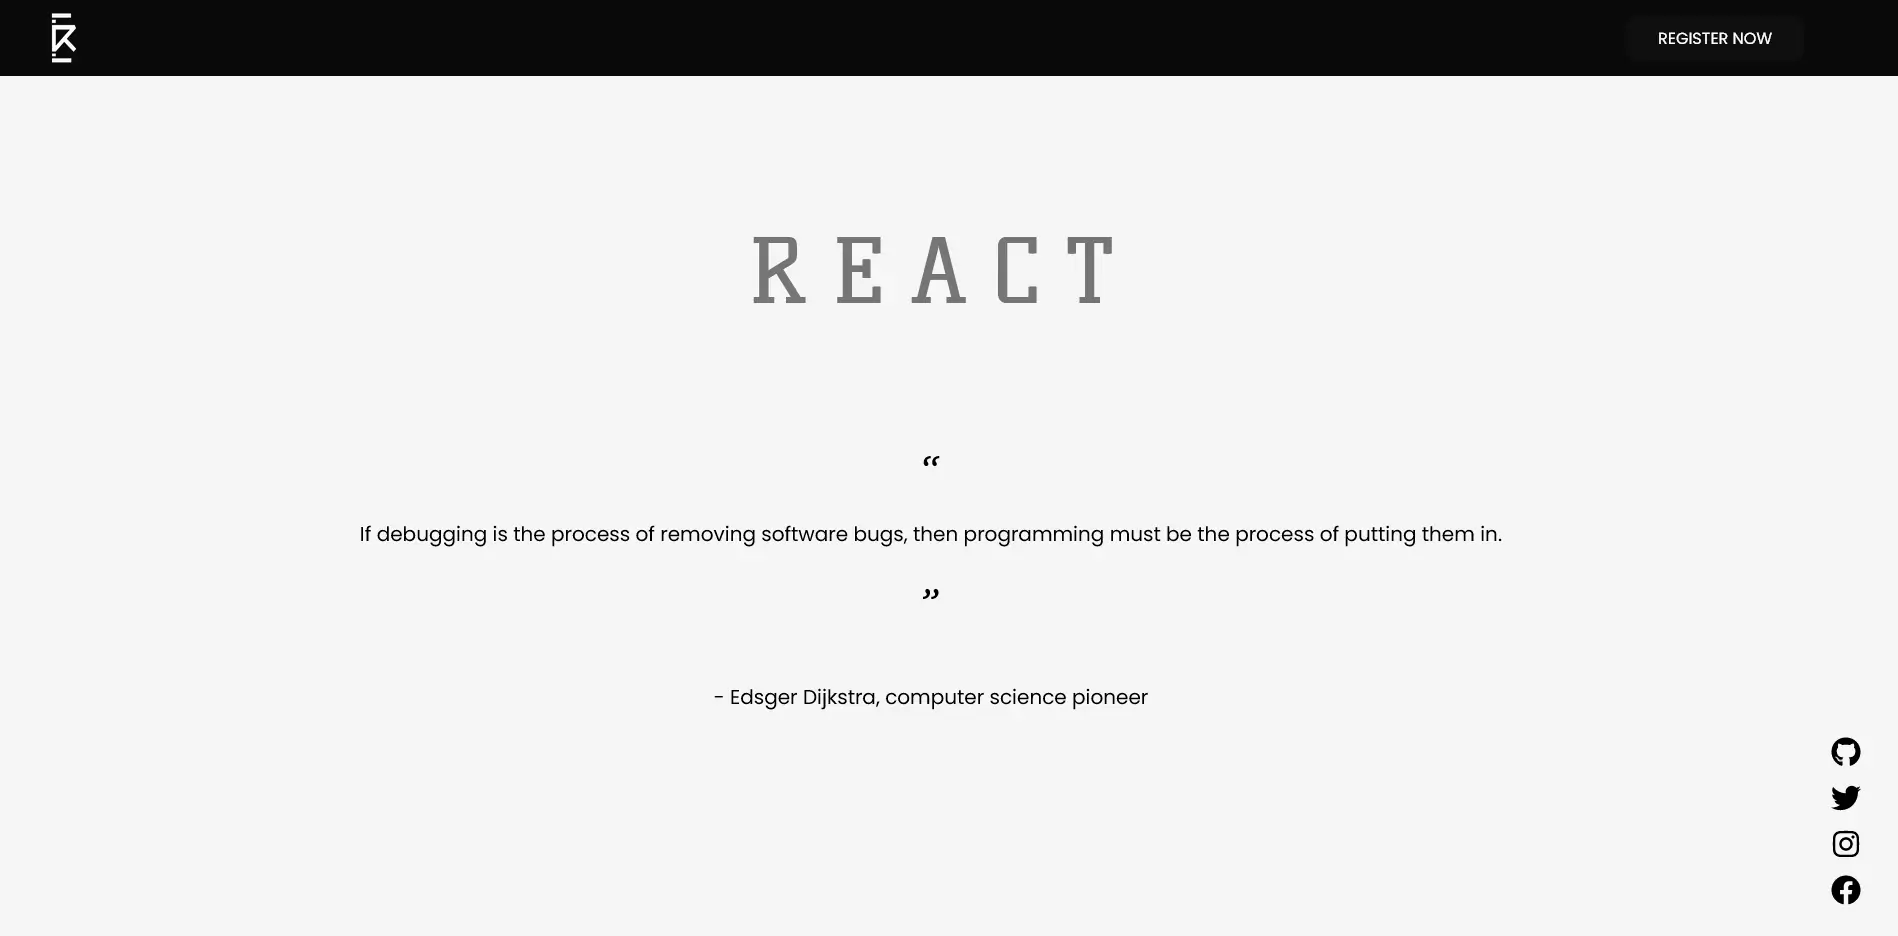 REGISTER NOW
REACT
“
If debugging is the process of removing software bugs, then programming must be the process of putting them in.
”
- Edsger Dijkstra, computer science pioneer